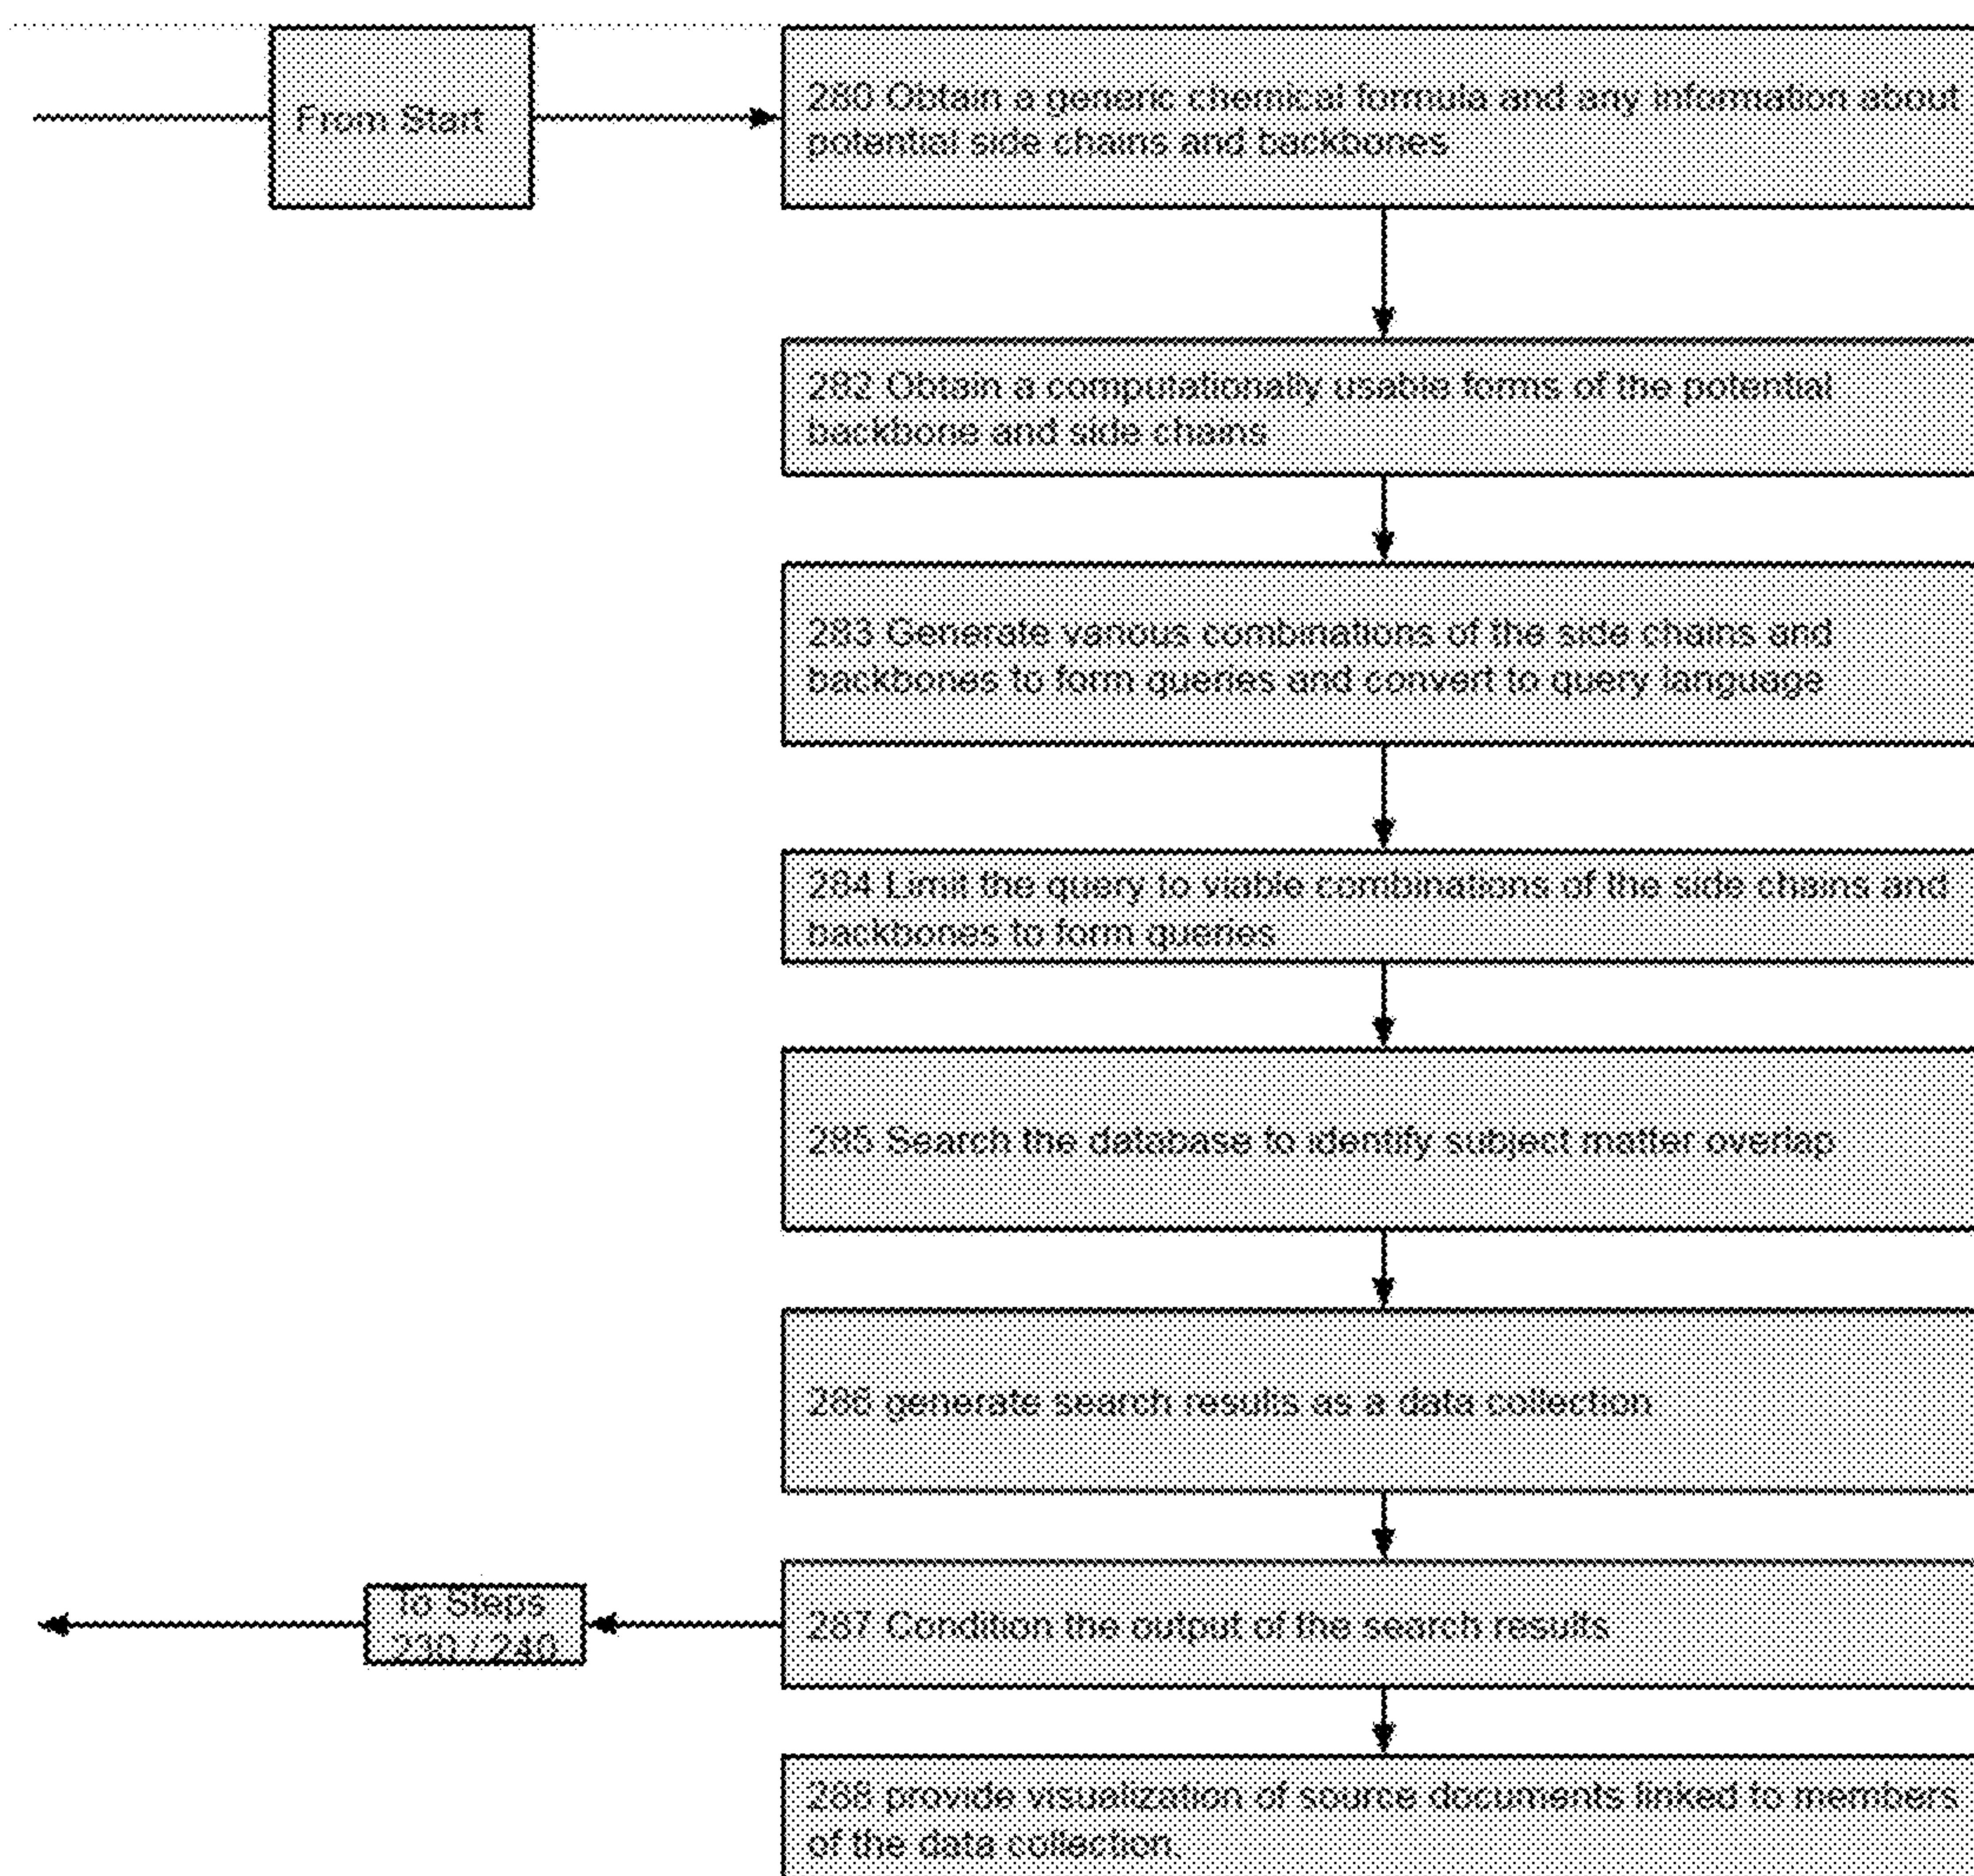 From Start
280 Obtain a generic chemical formula and any information about
potential side chains and backbones
282 Obtain a computationally usable forms of the potential
backbone and side chains
283 Generate various combinations of the side chains and
backbones to form queries and convert to query language
284 Limit the query to viable combinations of the side chains and
backbones to form queries
285 Search the database to identify subject matter overlap
286 generate search results as a data collection
To Steps
230 / 240
287 Condition the output of the search results
288 provide visualization of source documents linked to members
of the data collection.